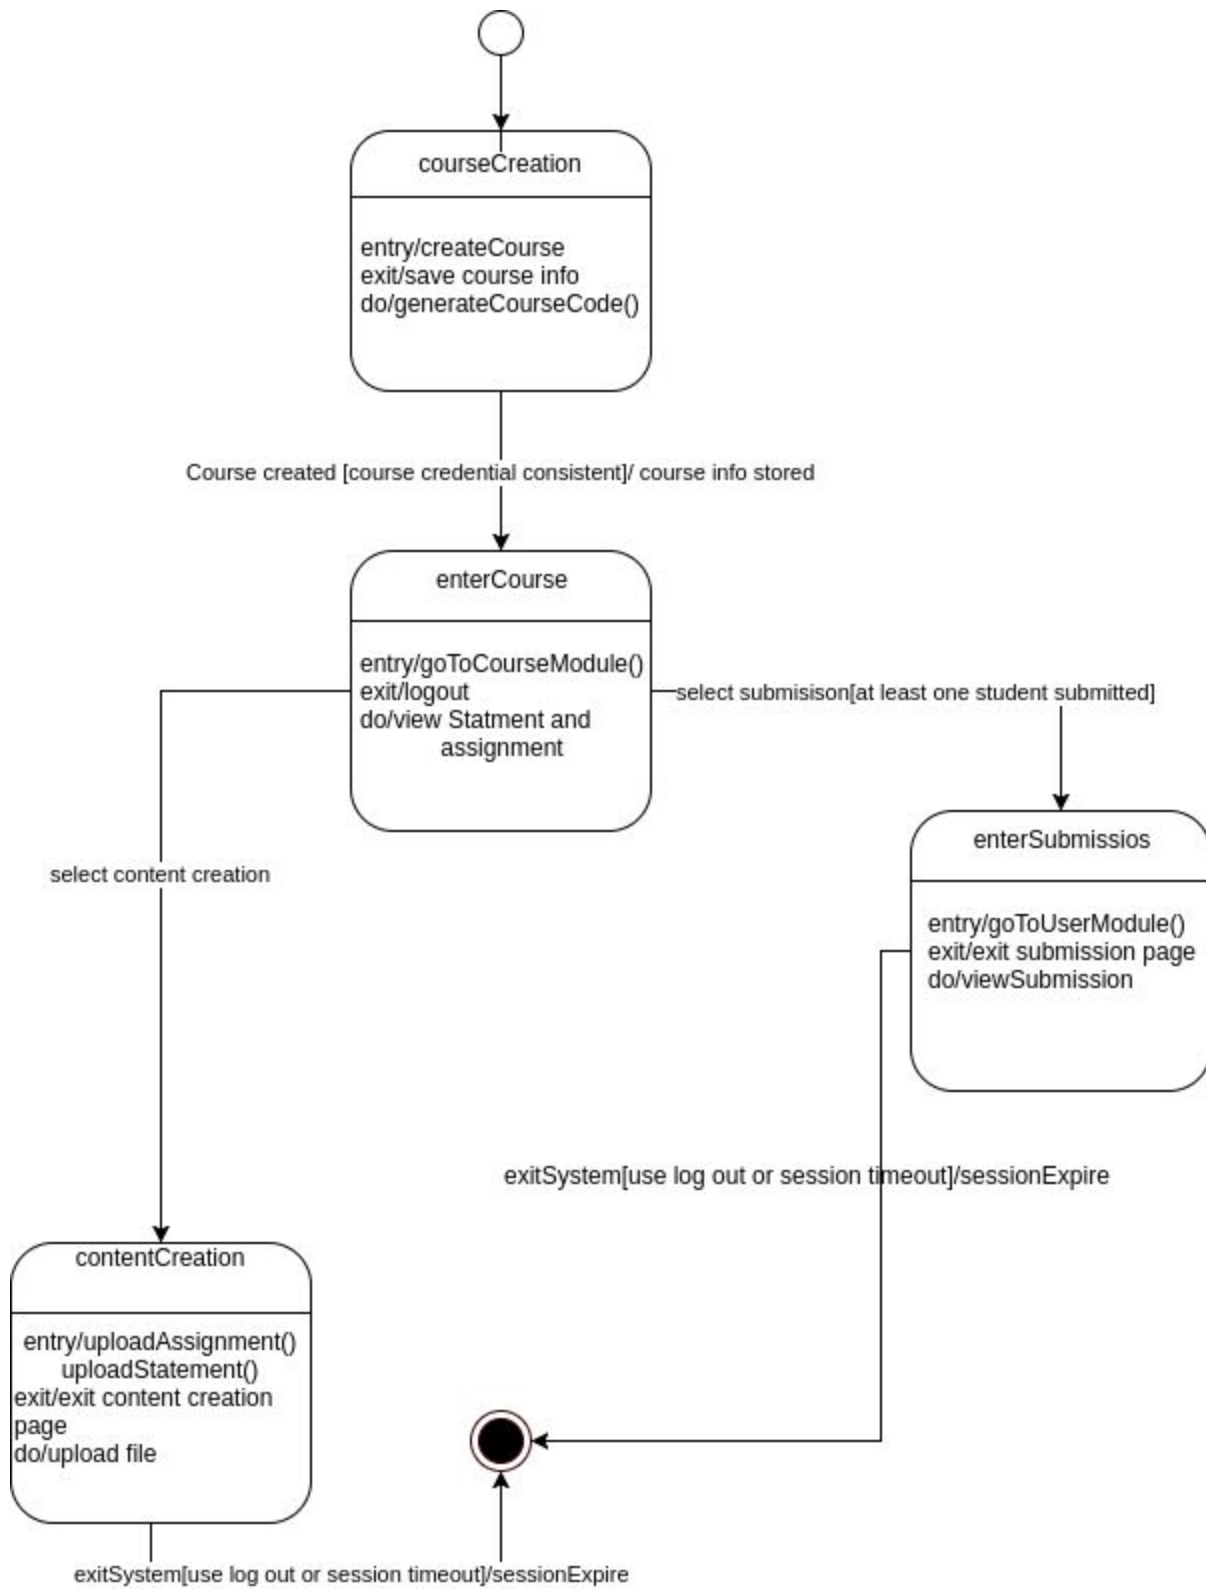 courseCreation
entry/createCourse
exit/save course info
do/generateCourseCode()
Course created [course credential consistent]/ course info stored
enterCourse
entry/goToCourseModule()
exit/logout
do/view Statment and
assignment
select submisison[at least one student submitted]
select content creation
enterSubmissios
entry/goToUserModule()
exit/exit submission page
do/viewSubmission
exitSystem[use log out or session timeout]/sessionExpire
contentCreation
entry/uploadAssignment()
uploadStatement()
exit/exit content creation
page
do/upload file
exitSystem[use log out or session timeout]/sessionExpire